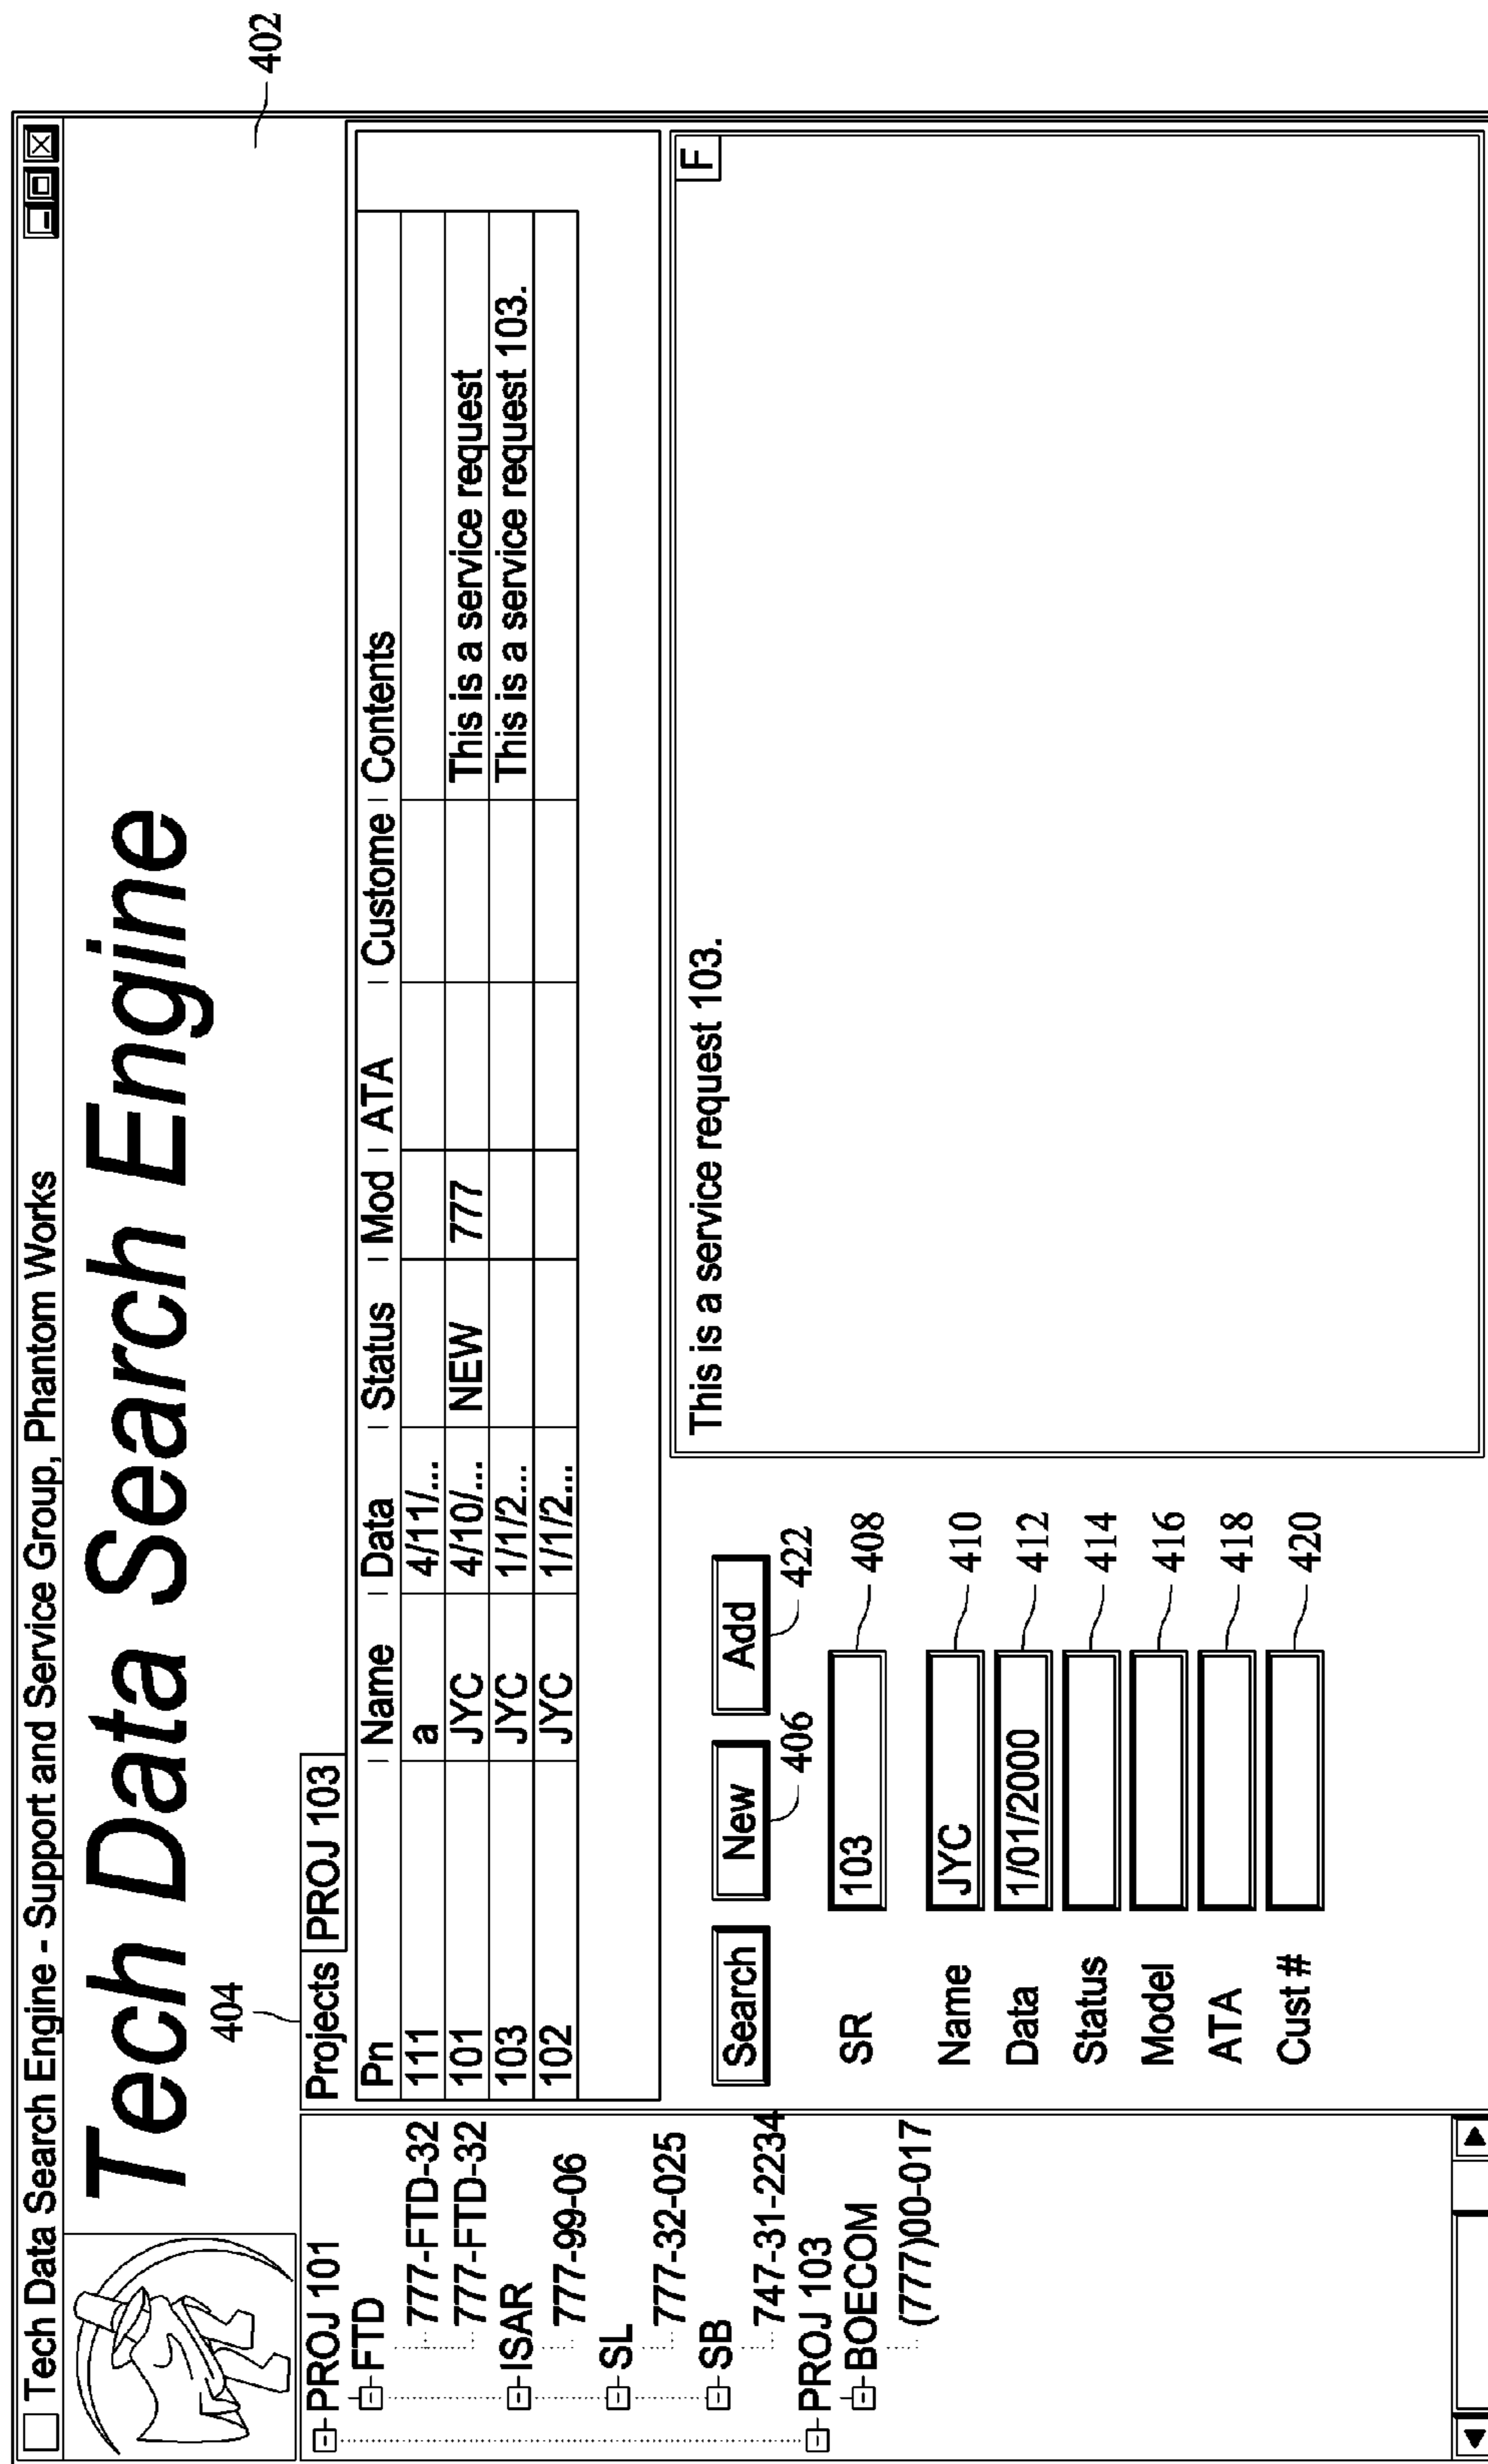 Tech Data Search Engine - Support and Service Group, Phantom Works
Tech Data Search Engine
402
404
PROJ 101
FTD
777-FTD-32
777-FTD-32
ISAR
777-99-06
SL
777-32-025
SB
747-31-2234
PROJ 103
BOECOM
(777)00-017
Projects PROJ 103
Pn Name Data Status Mod ATA Custome Contents
111 a 4/11/...
101 JYC 4/10/... NEW 777 This is a service request
103 JYC 1/1/2... This is a service request 103.
102 JYC 1/1/2...
Search New Add
406 422
SR 103 408
Name JYC 410
Data 1/01/2000 412
Status 414
Model 416
ATA 418
Cust # 420
This is a service request 103.
F